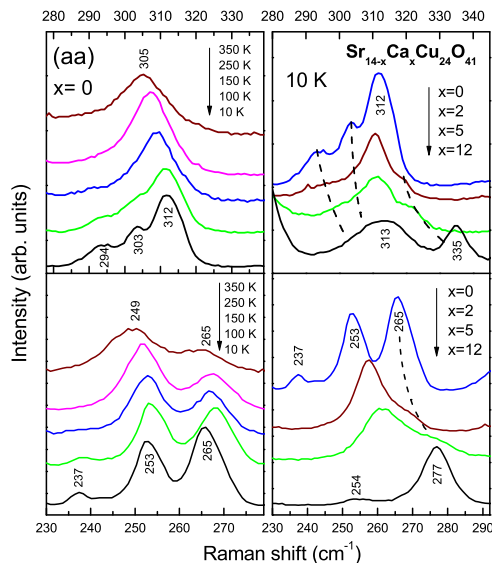 280 290 300 310 320 330 280 290 300 310 320 330 340
(aa)
x= 0
305
350 K
250 K
150 K
100 K
10 K
294
303
312
Sr14-xCaxCu24O41
10 K
312
x=0
x=2
x=5
x=12
313
335
Intensity (arb. units)
249
265
350 K
250 K
150 K
100 K
10 K
237
253
265
237
253
265
x=0
x=2
x=5
x=12
254
277
230 240 250 260 270 230 240 250 260 270 280 290
Raman shift (cm-1)